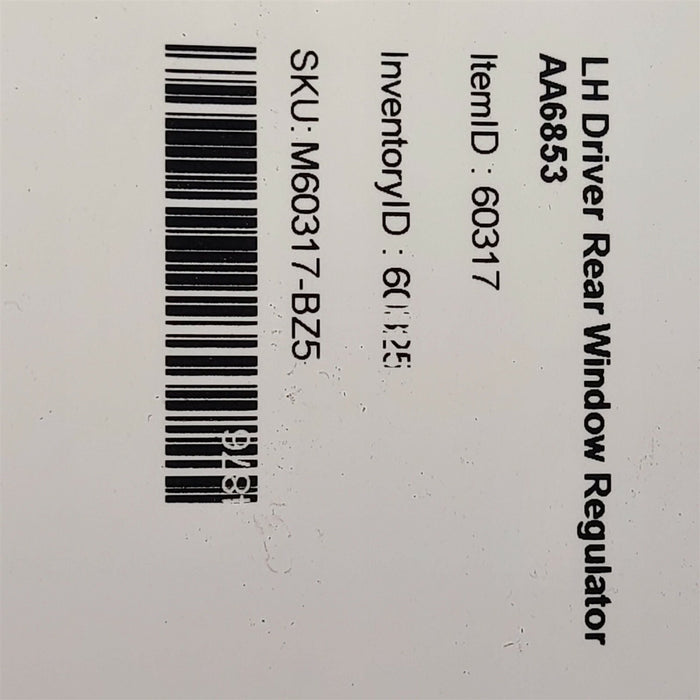 LH Driver Rear Window Regulator
AA6853
ItemID : 60317
InventoryID :
SKU: M60317-BZ5